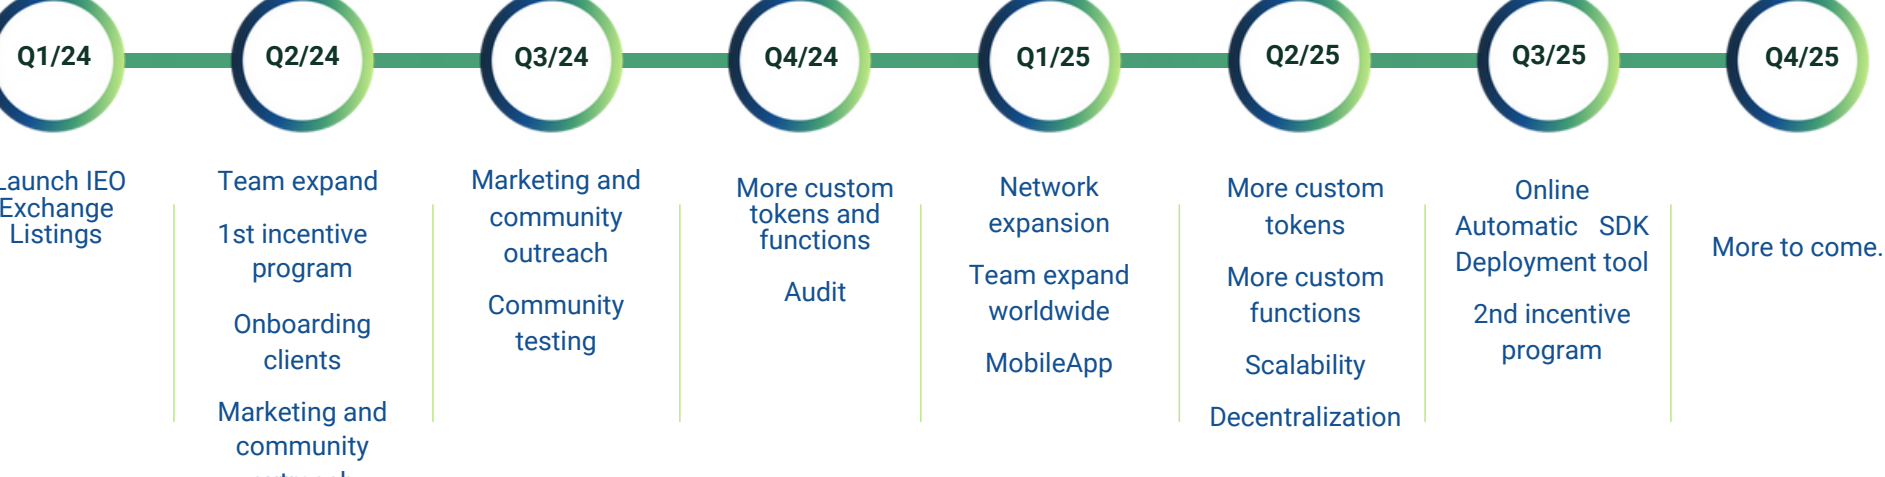 Q1/24
Q2/24
Q3/24
Q4/24
Q1/25
Q2/25
Q3/25
Q4/25
Launch IEO
Exchange
Listings
Team expand
1st incentive
program
Onboarding
clients
Marketing and
community
Marketing and
community
outreach
Community
testing
More custom
tokens and
functions
Audit
Network
expansion
Team expand
worldwide
MobileApp
More custom
tokens
More custom
functions
Scalability
Decentralization
Online
Automatic SDK
Deployment tool
2nd incentive
program
More to come.